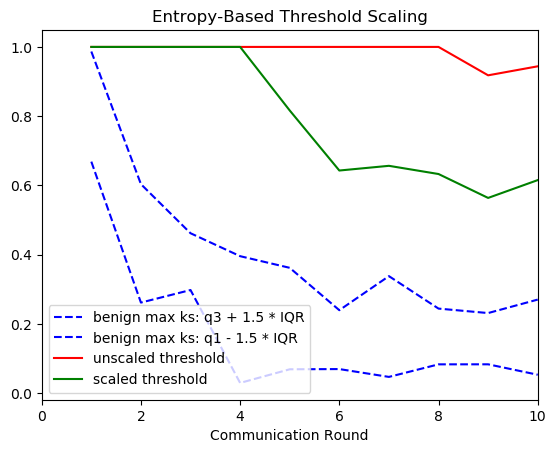 Entropy-Based Threshold Scaling
1.0
0.8
0.6
0.4
0.2
0.0
benign max ks: q3 + 1.5 * IQR
benign max ks: q1 - 1.5 * IQR
unscaled threshold
scaled threshold
0 2 4 6 8 10
Communication Round